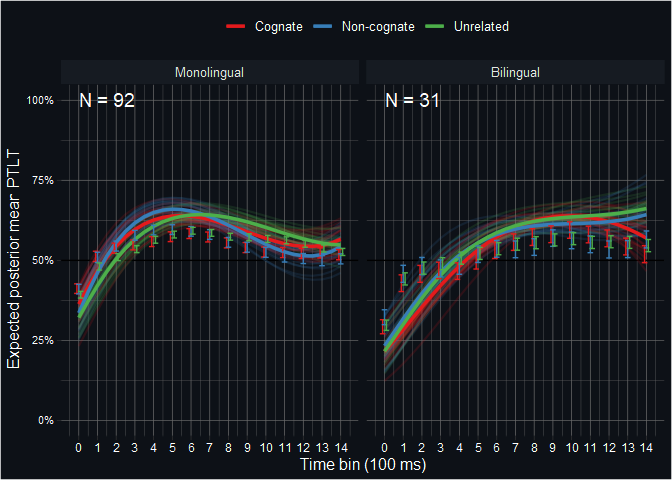 Cognate Non-cognate Unrelated
Monolingual Bilingual
N = 92 N = 31
100%
75%
50%
25%
0%
Expected posterior mean PTLT
0 1 2 3 4 5 6 7 8 9 10 11 12 13 14 0 1 2 3 4 5 6 7 8 9 10 11 12 13 14
Time bin (100 ms)